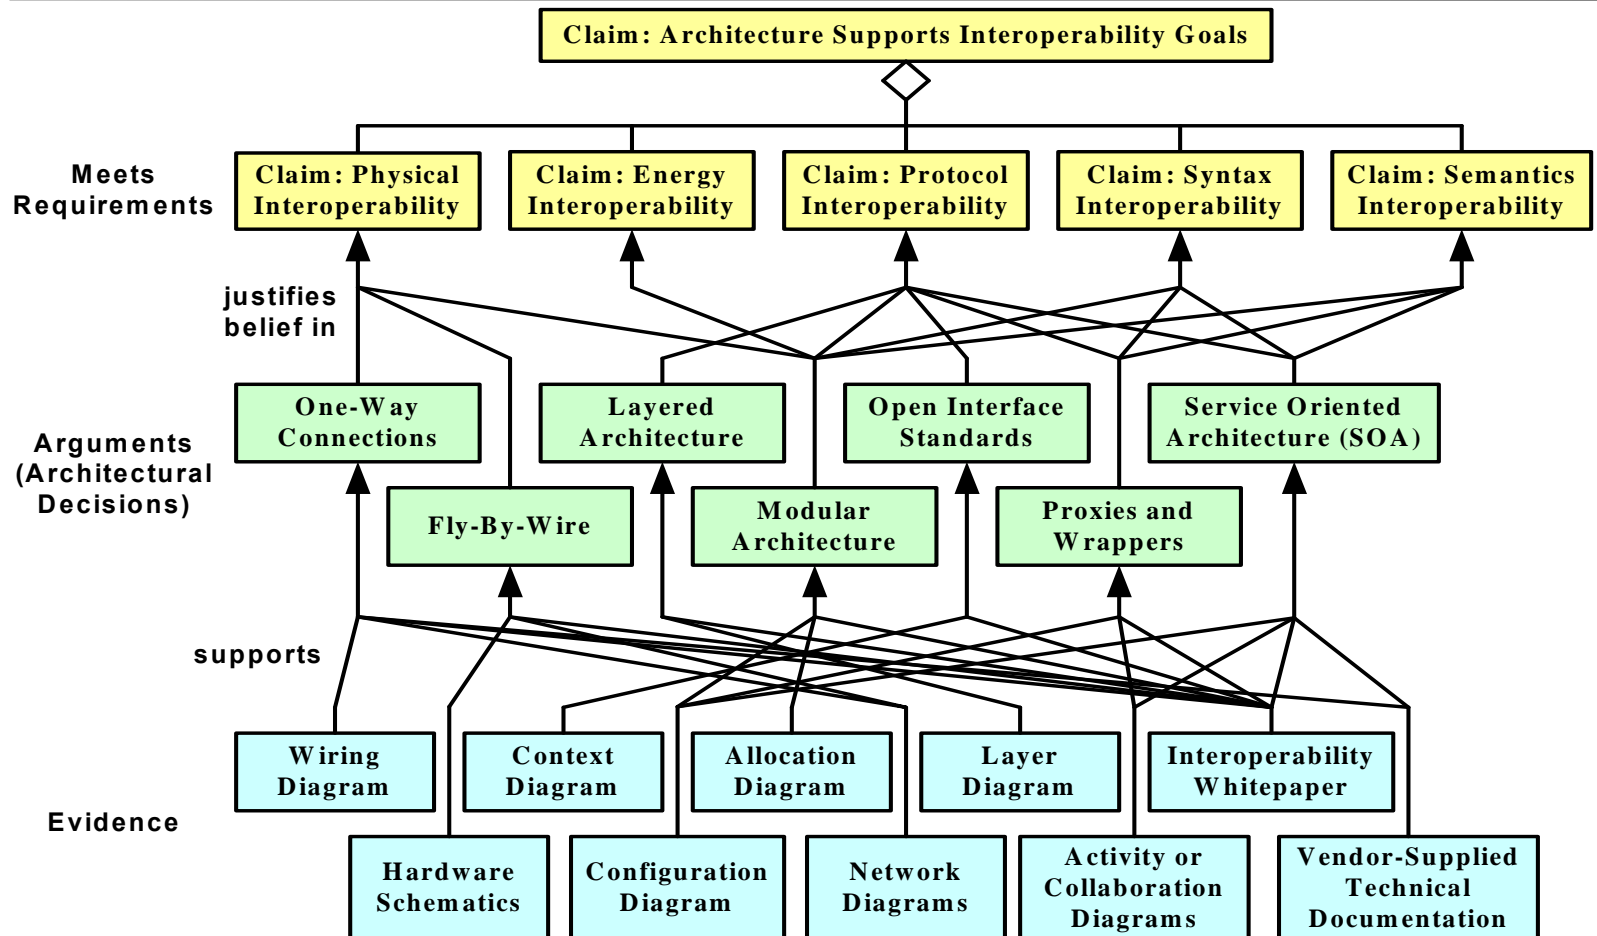 Claim: Architecture Supports Interoperability Goals
Meets
Requirements
Claim: Physical
Interoperability
Claim: Energy
Interoperability
Claim: Protocol
Interoperability
Claim: Syntax
Interoperability
Claim: Semantics
Interoperability
justifies
belief in
Arguments
(Architectural
Decisions)
One-Way
Connections
Layered
Architecture
Open Interface
Standards
Service Oriented
Architecture (SOA)
Fly-By-Wire
Modular
Architecture
Proxies and
Wrappers
supports
Evidence
Wiring
Diagram
Context
Diagram
Allocation
Diagram
Layer
Diagram
Interoperability
Whitepaper
Hardware
Schematics
Configuration
Diagram
Network
Diagrams
Activity or
Collaboration
Diagrams
Vendor-Supplied
Technical
Documentation